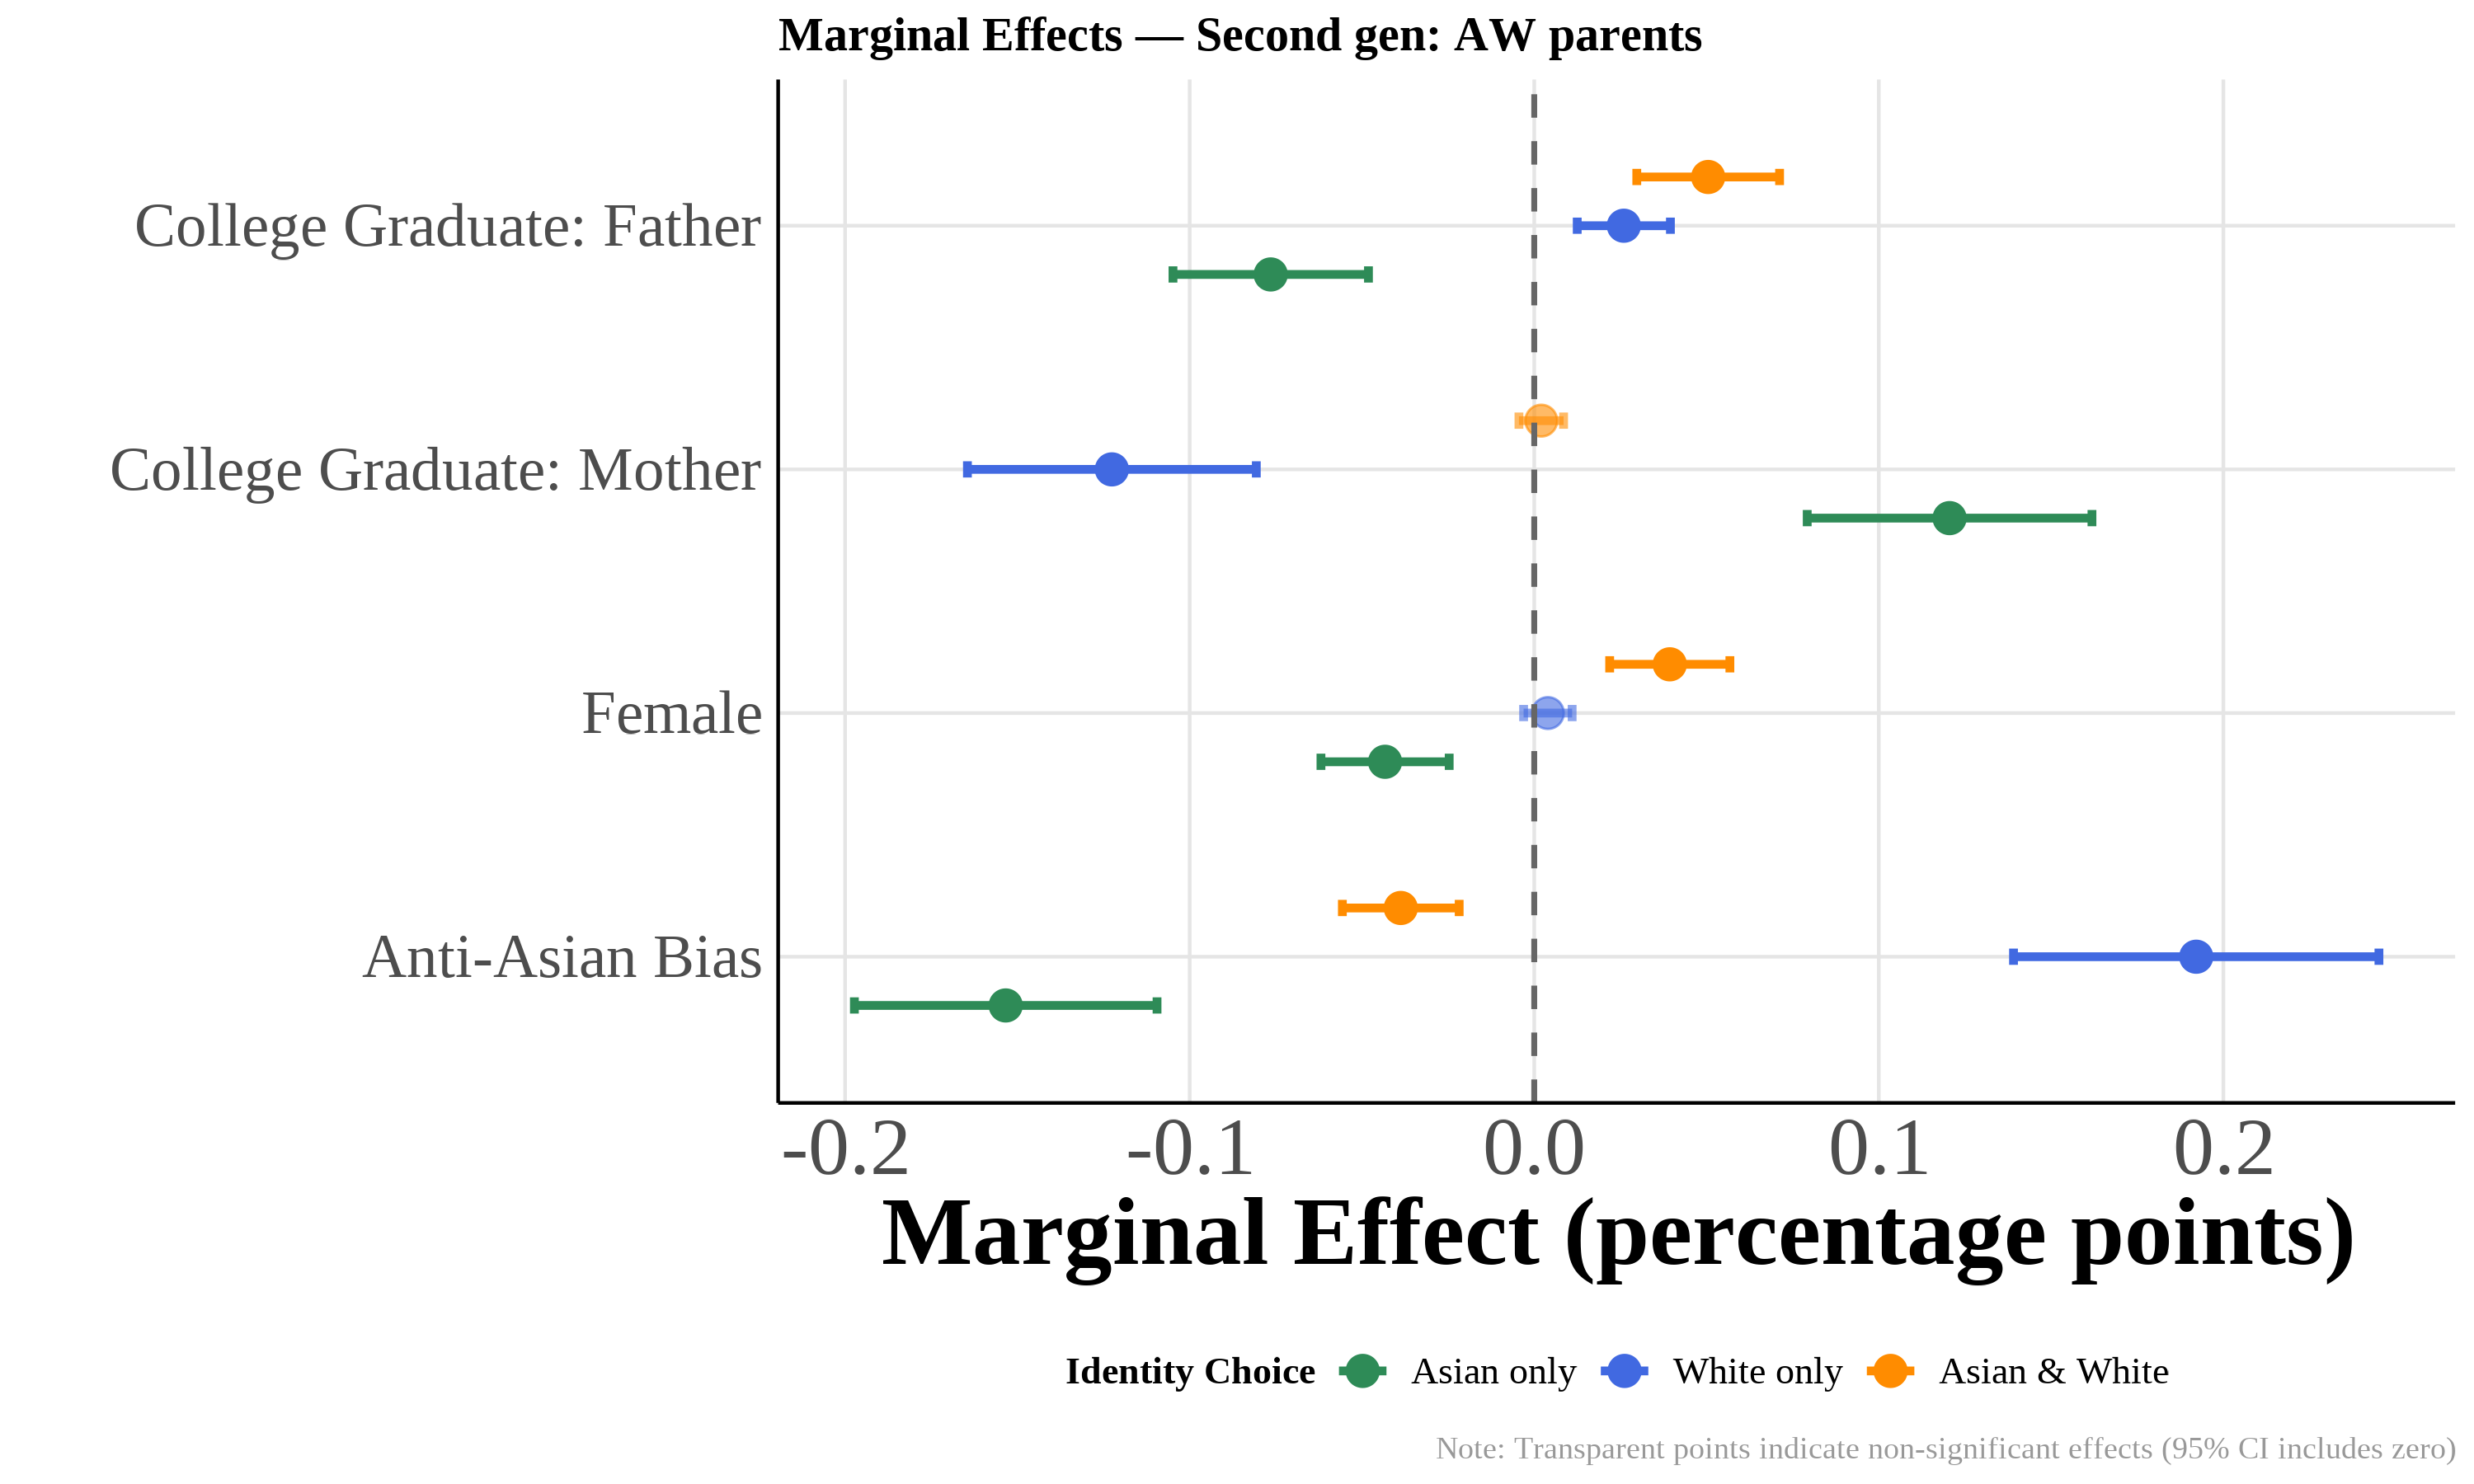 Marginal Effects — Second gen: AW parents
College Graduate: Father
College Graduate: Mother
Female
Anti-Asian Bias
-0.2 -0.1 0.0 0.1 0.2
Marginal Effect (percentage points)
Identity Choice Asian only White only Asian & White
Note: Transparent points indicate non-significant effects (95% CI includes zero)